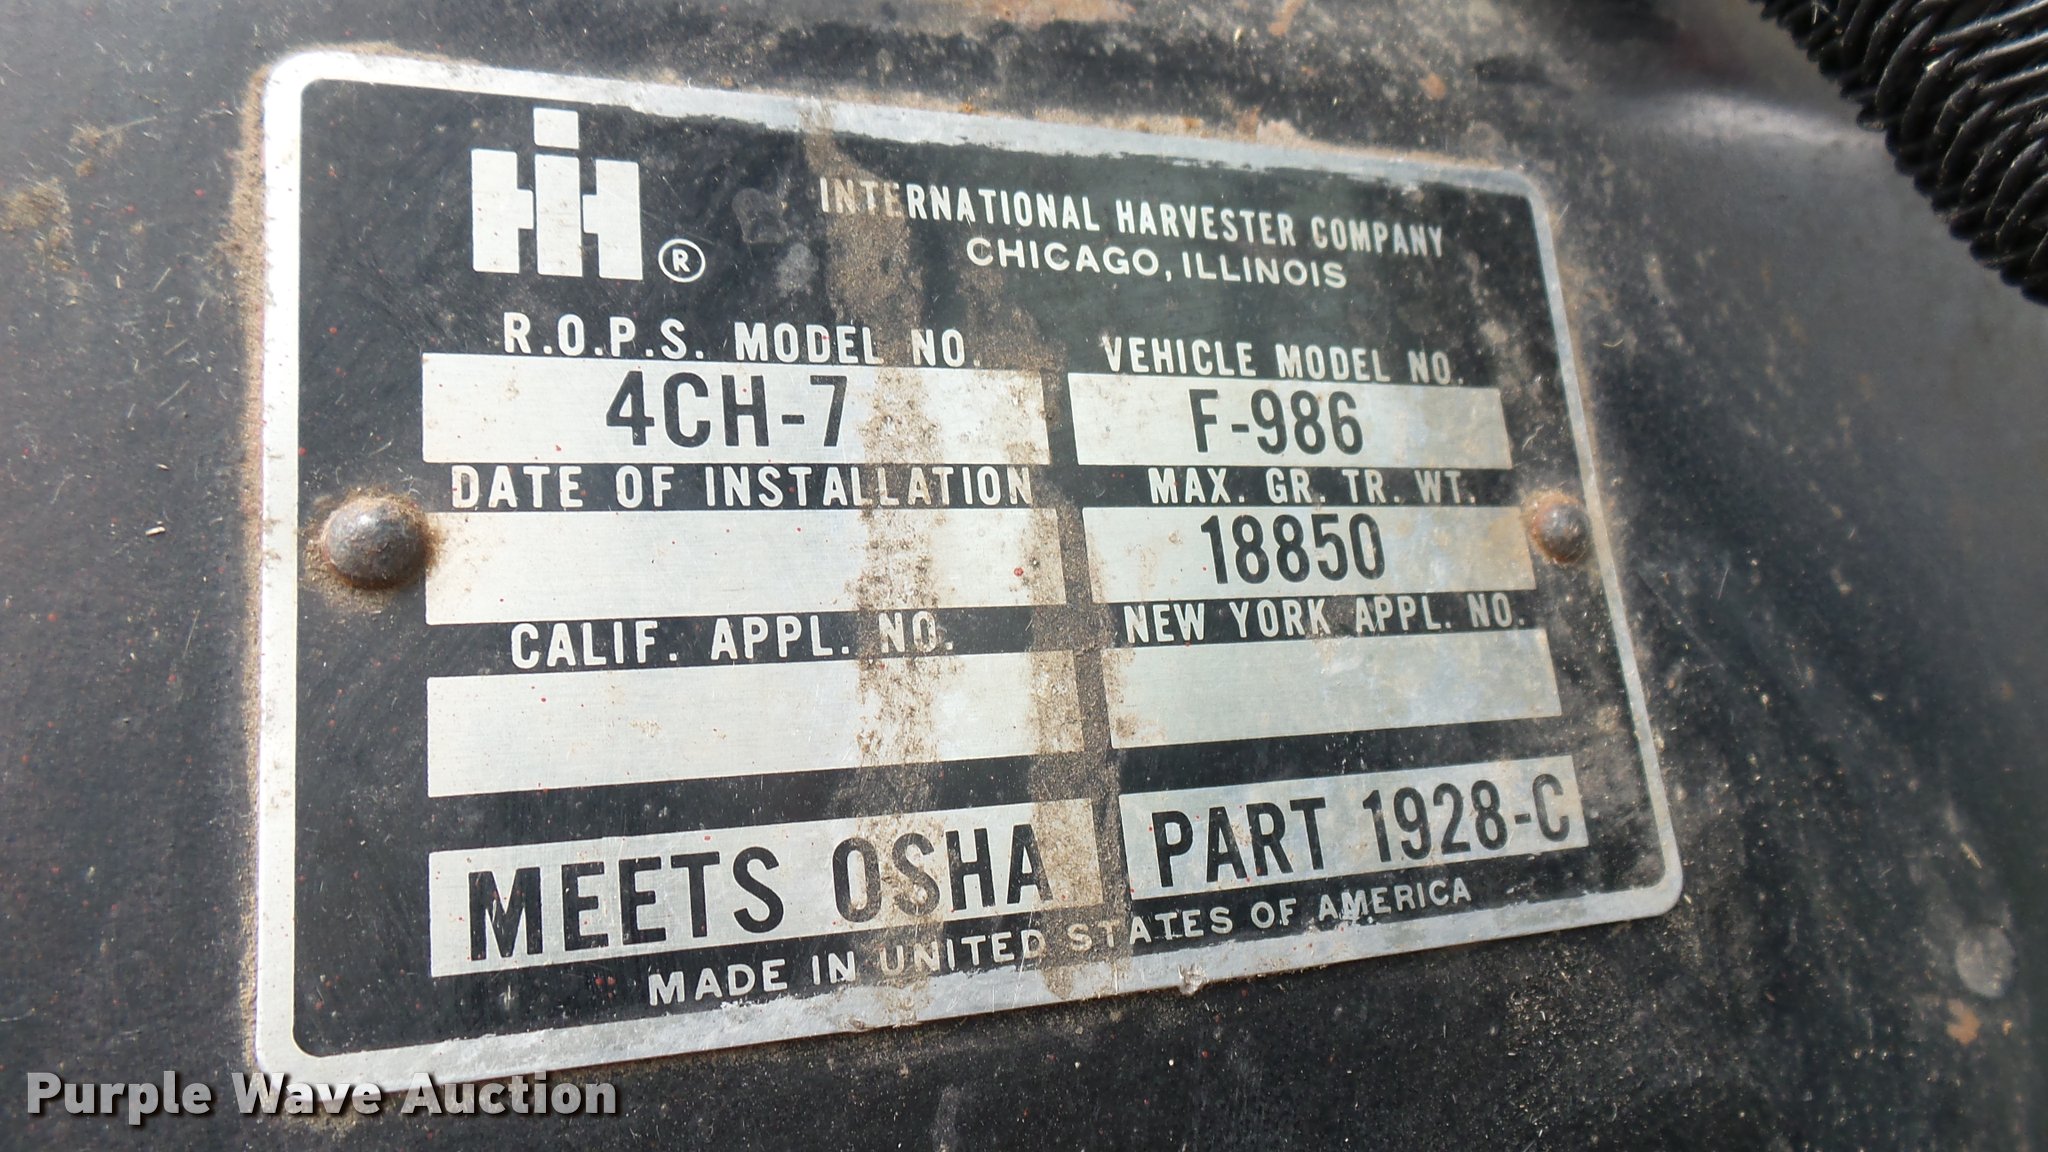 IH ®
INTERNATIONAL HARVESTER COMPANY
CHICAGO, ILLINOIS
R.O.P.S. MODEL NO.
4CH-7
VEHICLE MODEL NO.
F-986
DATE OF INSTALLATION
MAX. GR. TR. WT.
18850
CALIF. APPL. NO.
NEW YORK APPL. NO.
MEETS OSHA
PART 1928-C
MADE IN UNITED STATES OF AMERICA
Purple Wave Auction